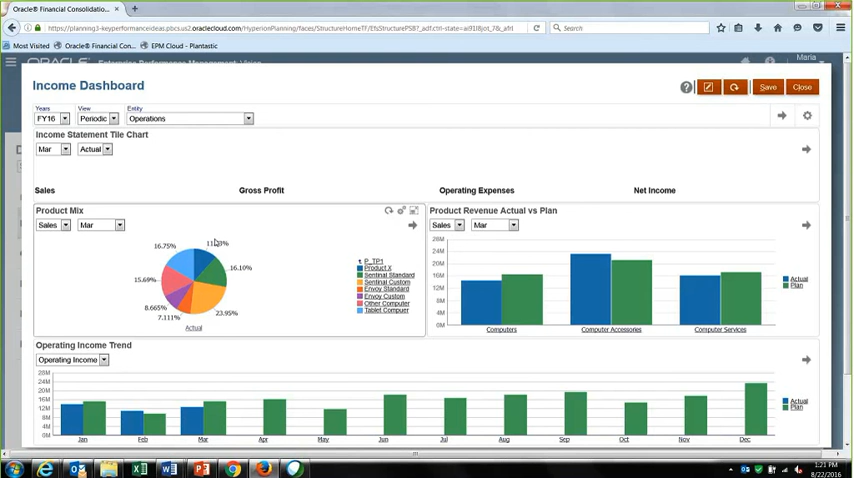 Oracle® Financial Consolidatio...
https://planning3-keyperformanceideas.pbcs.us2.oraclecloud.com/HyperionPlanning/faces/StructureHomeTF/EfsStructurePSB?_adf.ctrl-state=
Search
Most Visited Oracle® Financial Con... EPM Cloud - Plantastic
Enterprise Performance Management: Vision
Maria
Income Dashboard
Save Close
Years View Entity
FY16 Periodic Operations
Income Statement Tile Chart
Mar Actual
Sales Gross Profit Operating Expenses Net Income
Product Mix
Sales Mar
16.75%
16.10%
23.95%
7.111%
8.665%
15.69%
Actual
P_TP1
Product X
Sentinal Standard
Sentinal Custom
Envoy Standard
Envoy Custom
Other Computer
Tablet Compuer
Product Revenue Actual vs Plan
Sales Mar
28M
24M
20M
16M
12M
8M
4M
0M
Computers Computer Accessories Computer Services
Actual
Plan
Operating Income Trend
Operating Income
28M
24M
20M
16M
12M
8M
4M
0M
Jan Feb Mar Apr May Jun Jul Aug Sep Oct Nov Dec
Actual
Plan
1:21 PM
8/22/2016